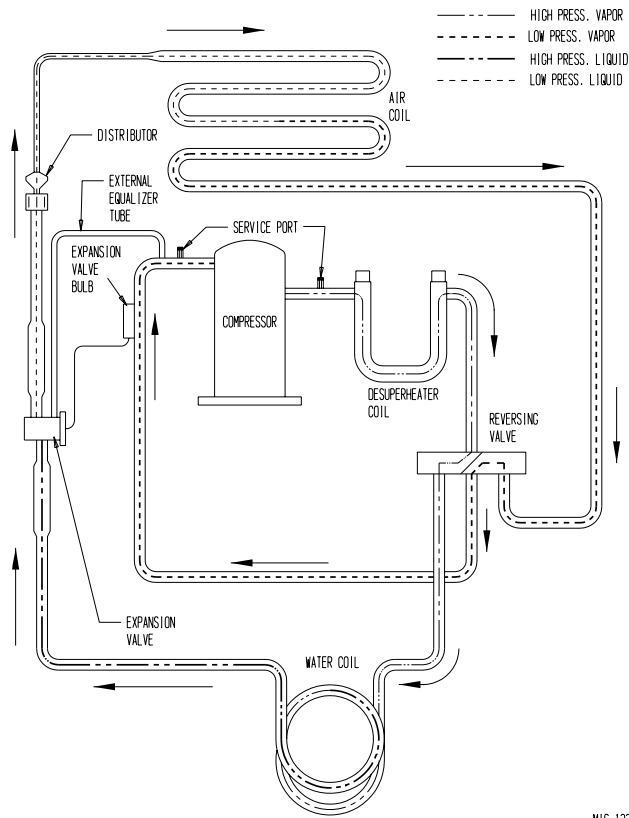 HIGH PRESS. VAPOR
LOW PRESS. VAPOR
HIGH PRESS. LIQUID
LOW PRESS. LIQUID
AIR
COIL
DISTRIBUTOR
EXTERNAL
EQUALIZER
TUBE
SERVICE PORT
EXPANSION
VALVE
BULB
COMPRESSOR
DESUPERHEATER
COIL
REVERSING
VALVE
EXPANSION
VALVE
WATER COIL